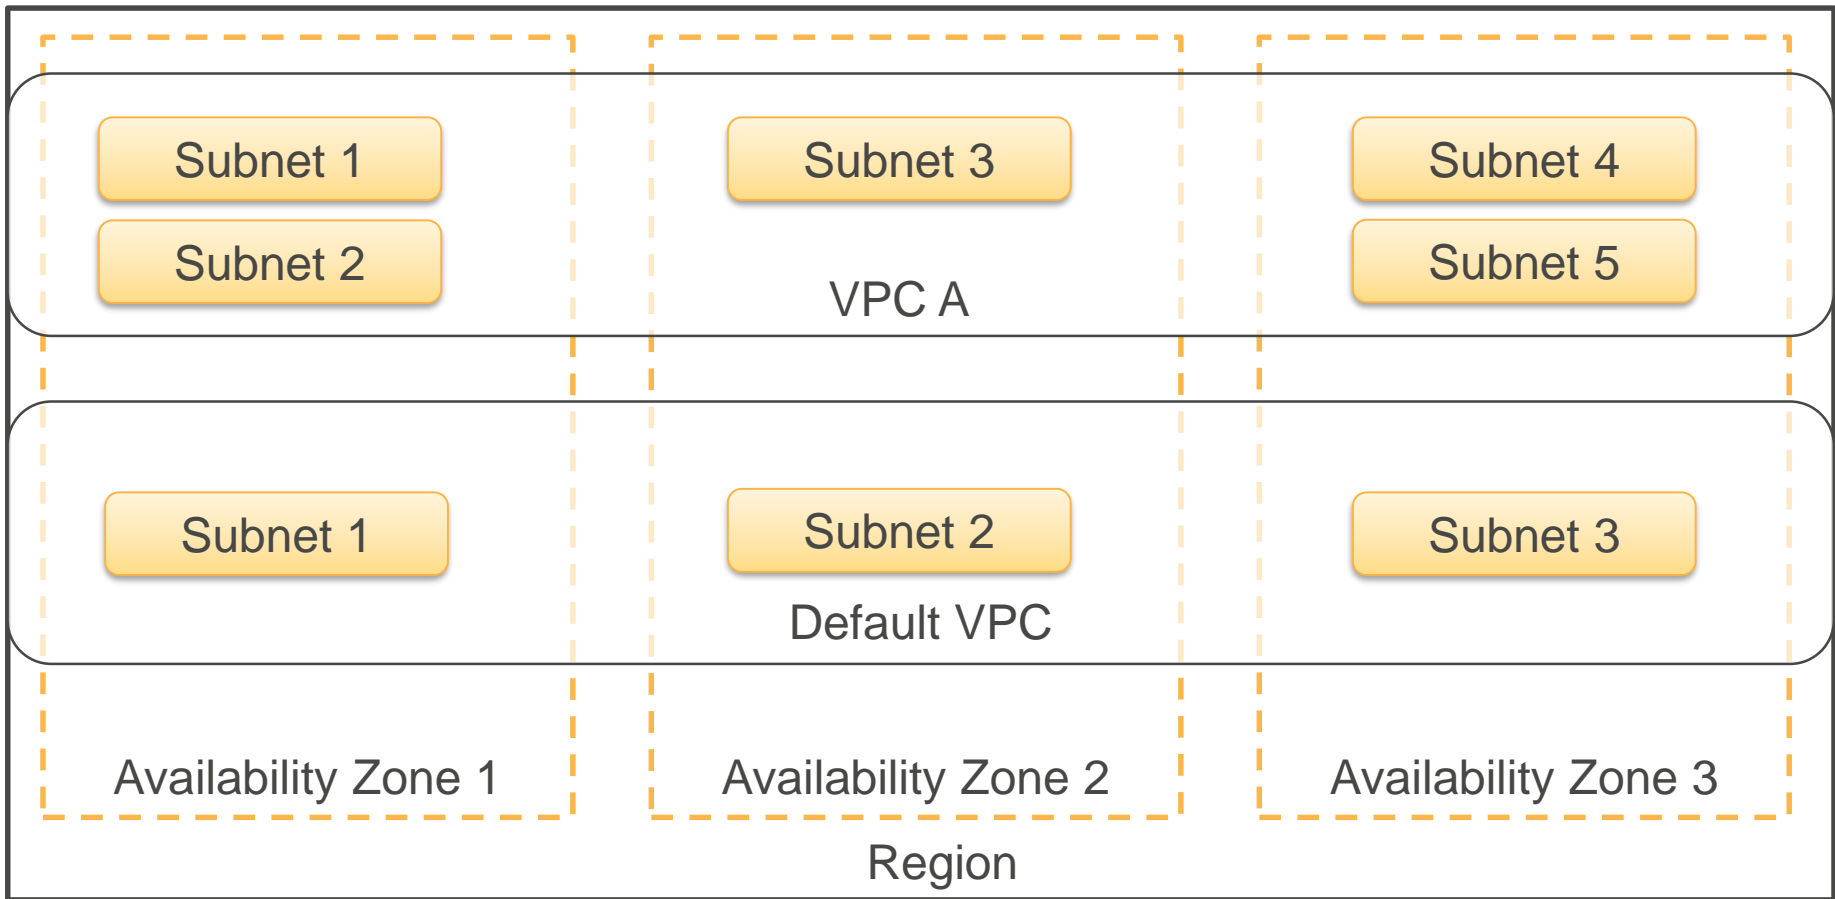 Subnet 1
Subnet 3
Subnet 4
Subnet 2
Subnet 5
VPC A
Subnet 1
Subnet 2
Subnet 3
Default VPC
Availability Zone 1
Availability Zone 2
Availability Zone 3
Region